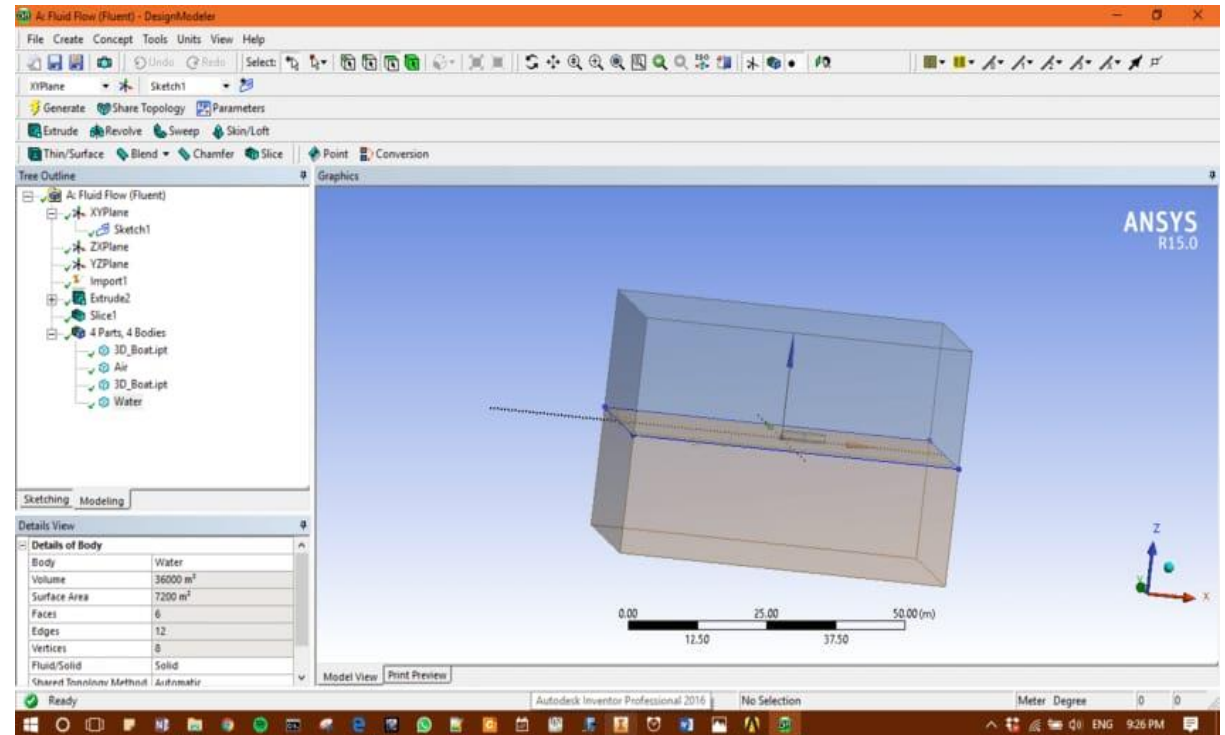 A: Fluid Flow (Fluent) - DesignModeler
File Create Concept Tools Units View Help
Undo Redo Select:
XYPlane Sketch1
Generate Share Topology Parameters
Extrude Revolve Sweep Skin/Loft
Thin/Surface Blend Chamfer Slice Point Conversion
Tree Outline
Graphics
A: Fluid Flow (Fluent)
XYPlane
Sketch1
ZXPlane
YZPlane
Import1
Extrude2
Slice1
4 Parts, 4 Bodies
3D_Boat.ipt
Air
3D_Boat.ipt
Water
ANSYS
R15.0
Sketching Modeling
Details View
Details of Body
Body Water
Volume 36000 m³
Surface Area 7200 m²
Faces 6
Edges 12
Vertices 8
Fluid/Solid Solid
Shared Topology Method Automatic
Z
Y
X
0.00 25.00 50.00 (m)
12.50 37.50
Model View Print Preview
Ready Autodesk Inventor Professional 2016 No Selection Meter Degree 0 0
ENG 9:26 PM